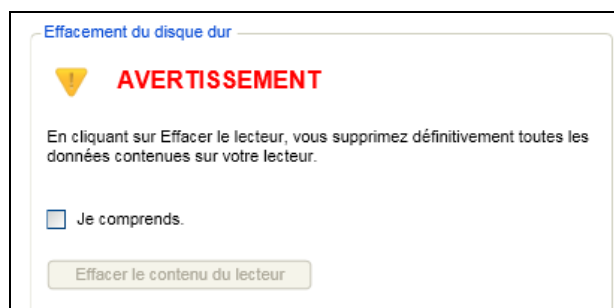 Effacement du disque dur
AVERTISSEMENT
En cliquant sur Effacer le lecteur, vous supprimez définitivement toutes les
données contenues sur votre lecteur.
Je comprends.
Effacer le contenu du lecteur